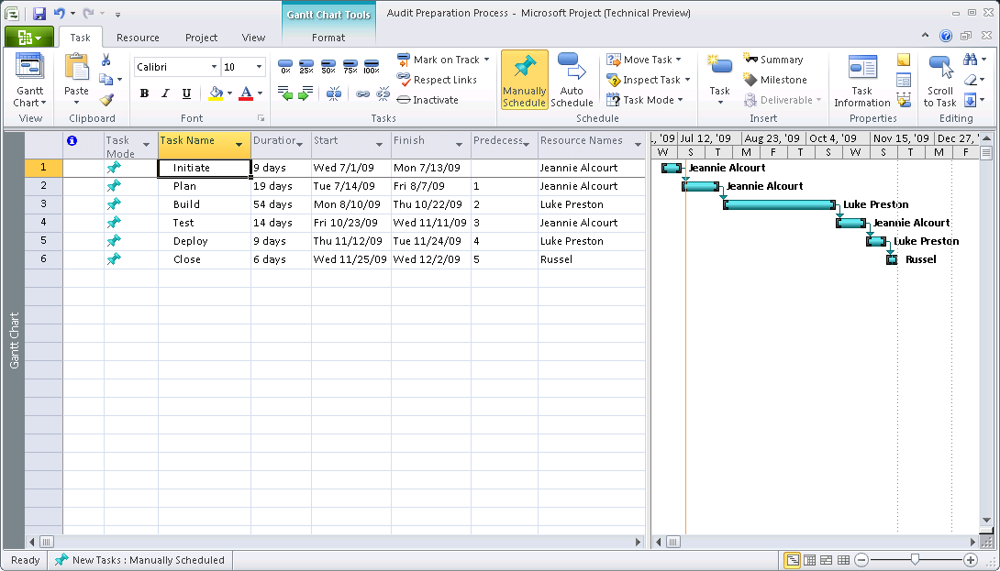 Gantt Chart Tools Audit Preparation Process - Microsoft Project (Technical Preview)
Task Resource Project View Format
Gantt Chart
View
Paste
Clipboard
Calibri 10
B I U A
Font
0% 25% 50% 75% 100%
Mark on Track
Respect Links
Inactivate
Tasks
Manually Schedule
Auto Schedule
Move Task
Inspect Task
Task Mode
Schedule
Task
Summary
Milestone
Deliverable
Insert
Task Information
Properties
Scroll to Task
Editing
Gantt Chart
Task Mode Task Name Duration Start Finish Predecess Resource Names
1 Initiate 9 days Wed 7/1/09 Mon 7/13/09 Jeannie Alcourt
2 Plan 19 days Tue 7/14/09 Fri 8/7/09 1 Jeannie Alcourt
3 Build 54 days Mon 8/10/09 Thu 10/22/09 2 Luke Preston
4 Test 14 days Fri 10/23/09 Wed 11/11/09 3 Jeannie Alcourt
5 Deploy 9 days Thu 11/12/09 Tue 11/24/09 4 Luke Preston
6 Close 6 days Wed 11/25/09 Wed 12/2/09 5 Russel
., '09 Jul 12, '09 Aug 23, '09 Oct 4, '09 Nov 15, '09 Dec 27, '
W S T M F T S W S T M F
Jeannie Alcourt
Jeannie Alcourt
Luke Preston
Jeannie Alcourt
Luke Preston
Russel
Ready New Tasks : Manually Scheduled